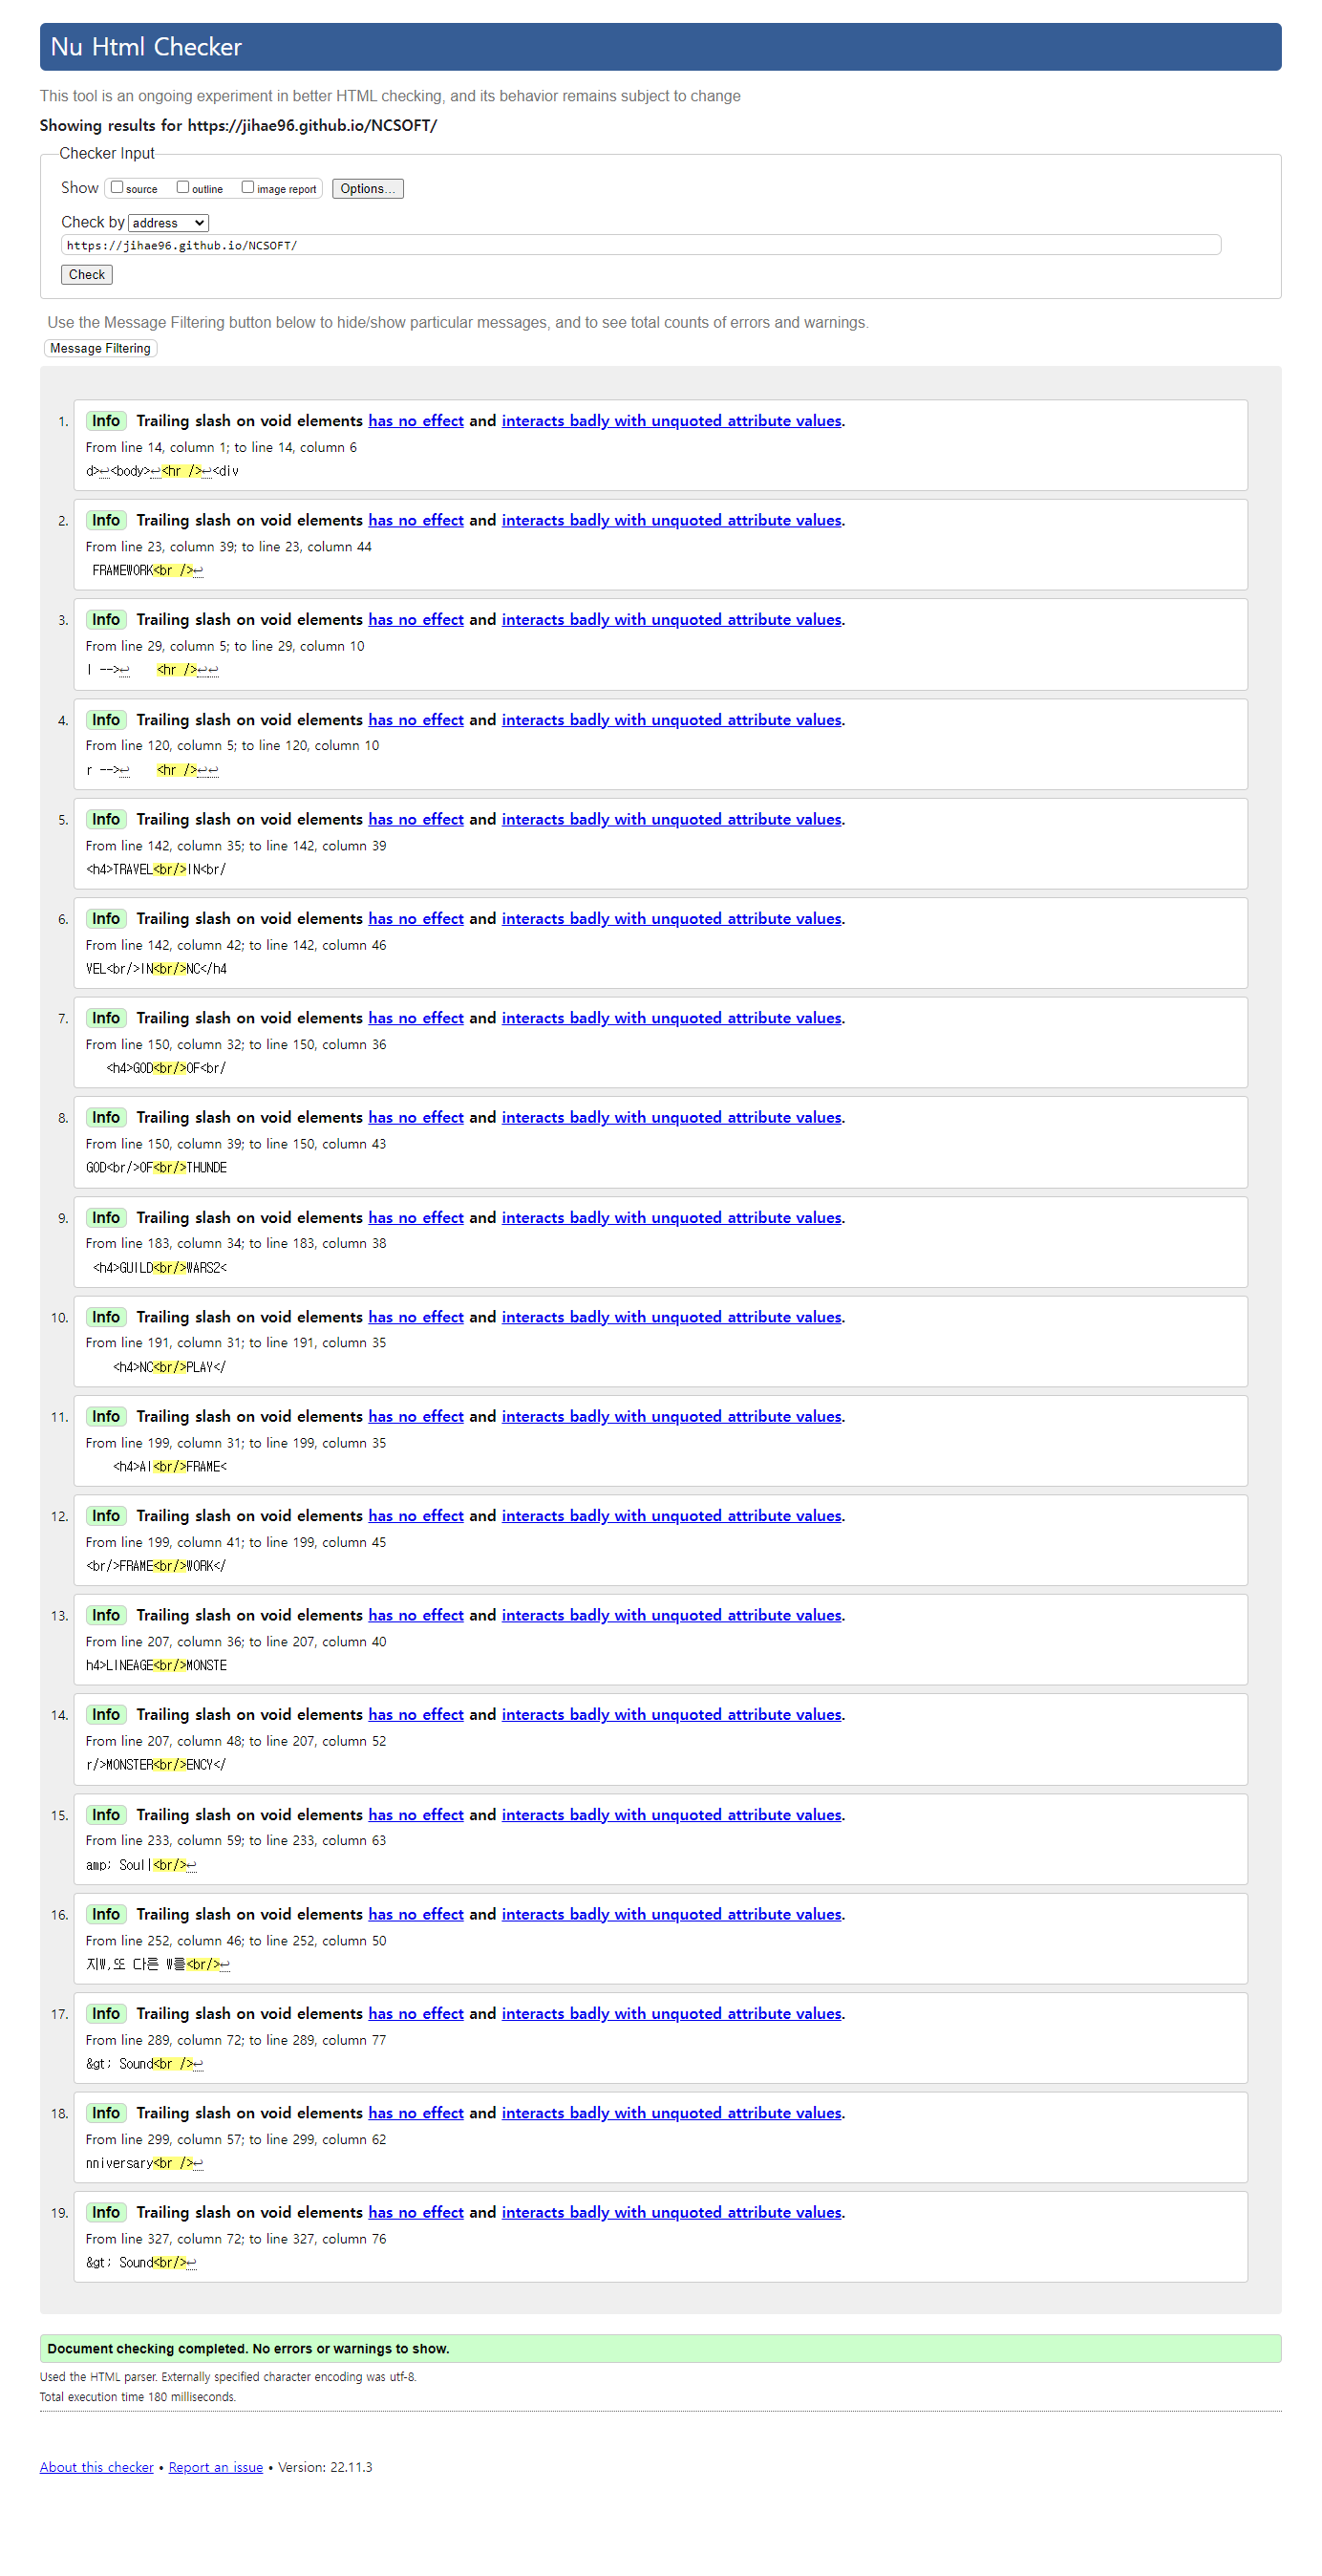 Nu Html Checker
This tool is an ongoing experiment in better HTML checking, and its behavior remains subject to change
Showing results for https://jihae96.github.io/NCSOFT/
Checker Input
Show source outline image report Options...
Check by address
https://jihae96.github.io/NCSOFT/
Check
Use the Message Filtering button below to hide/show particular messages, and to see total counts of errors and warnings.
Message Filtering
1. Info Trailing slash on void elements has no effect and interacts badly with unquoted attribute values.
From line 14, column 1; to line 14, column 6
d>↩<body>↩<hr />↩<div
2. Info Trailing slash on void elements has no effect and interacts badly with unquoted attribute values.
From line 23, column 39; to line 23, column 44
FRAMEWORK<br />↩
3. Info Trailing slash on void elements has no effect and interacts badly with unquoted attribute values.
From line 29, column 5; to line 29, column 10
l -->↩    <hr />↩↩
4. Info Trailing slash on void elements has no effect and interacts badly with unquoted attribute values.
From line 120, column 5; to line 120, column 10
r -->↩    <hr />↩↩
5. Info Trailing slash on void elements has no effect and interacts badly with unquoted attribute values.
From line 142, column 35; to line 142, column 39
<h4>TRAVEL<br/>IN<br/
6. Info Trailing slash on void elements has no effect and interacts badly with unquoted attribute values.
From line 142, column 42; to line 142, column 46
VEL<br/>IN<br/>NC</h4
7. Info Trailing slash on void elements has no effect and interacts badly with unquoted attribute values.
From line 150, column 32; to line 150, column 36
<h4>GOD<br/>OF<br/
8. Info Trailing slash on void elements has no effect and interacts badly with unquoted attribute values.
From line 150, column 39; to line 150, column 43
GOD<br/>OF<br/>THUNDE
9. Info Trailing slash on void elements has no effect and interacts badly with unquoted attribute values.
From line 183, column 34; to line 183, column 38
<h4>GUILD<br/>WARS2<
10. Info Trailing slash on void elements has no effect and interacts badly with unquoted attribute values.
From line 191, column 31; to line 191, column 35
<h4>NC<br/>PLAY</
11. Info Trailing slash on void elements has no effect and interacts badly with unquoted attribute values.
From line 199, column 31; to line 199, column 35
<h4>AI<br/>FRAME<
12. Info Trailing slash on void elements has no effect and interacts badly with unquoted attribute values.
From line 199, column 41; to line 199, column 45
<br/>FRAME<br/>WORK</
13. Info Trailing slash on void elements has no effect and interacts badly with unquoted attribute values.
From line 207, column 36; to line 207, column 40
h4>LINEAGE<br/>MONSTE
14. Info Trailing slash on void elements has no effect and interacts badly with unquoted attribute values.
From line 207, column 48; to line 207, column 52
r/>MONSTER<br/>ENCY</
15. Info Trailing slash on void elements has no effect and interacts badly with unquoted attribute values.
From line 233, column 59; to line 233, column 63
amp; Soul|<br/>↩
16. Info Trailing slash on void elements has no effect and interacts badly with unquoted attribute values.
From line 252, column 46; to line 252, column 50
지W,또 다른 W를<br/>↩
17. Info Trailing slash on void elements has no effect and interacts badly with unquoted attribute values.
From line 289, column 72; to line 289, column 77
&gt; Sound<br />↩
18. Info Trailing slash on void elements has no effect and interacts badly with unquoted attribute values.
From line 299, column 57; to line 299, column 62
nniversary<br />↩
19. Info Trailing slash on void elements has no effect and interacts badly with unquoted attribute values.
From line 327, column 72; to line 327, column 76
&gt; Sound<br/>↩
Document checking completed. No errors or warnings to show.
Used the HTML parser. Externally specified character encoding was utf-8.
Total execution time 180 milliseconds.
About this checker • Report an issue • Version: 22.11.3